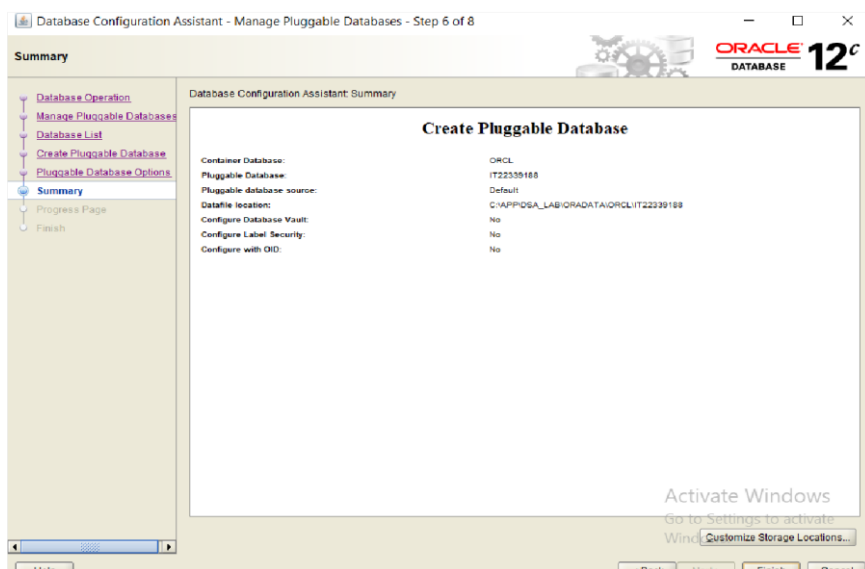 Database Configuration Assistant - Manage Pluggable Databases - Step 6 of 8
Summary
ORACLE DATABASE 12c
Database Operation
Manage Pluggable Databases
Database List
Create Pluggable Database
Pluggable Database Options
Summary
Progress Page
Finish
Database Configuration Assistant: Summary
Create Pluggable Database
Container Database: ORCL
Pluggable Database: IT22339188
Pluggable database source: Default
Datafile location: C:\APP\DSA_LAB\ORADATA\ORCL\IT22339188
Configure Database Vault: No
Configure Label Security: No
Configure with OID: No
Activate Windows
Go to Settings to activate
Customize Storage Locations...